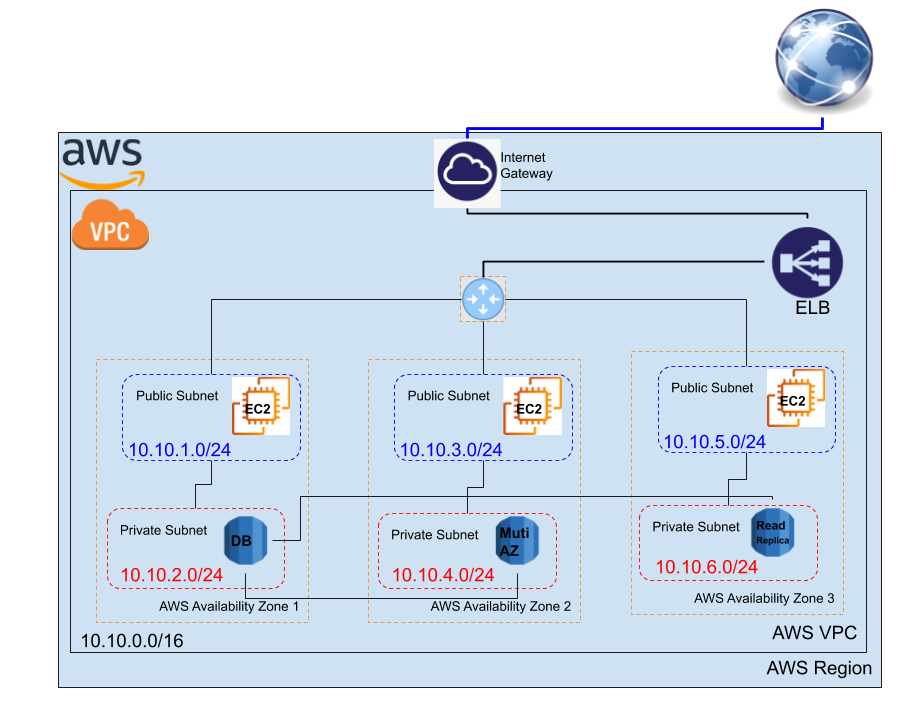 aws
Internet
Gateway
VPC
ELB
Public Subnet
EC2
10.10.1.0/24
Public Subnet
EC2
10.10.3.0/24
Public Subnet
EC2
10.10.5.0/24
Private Subnet
DB
10.10.2.0/24
AWS Availability Zone 1
Private Subnet
Muti
AZ
10.10.4.0/24
AWS Availability Zone 2
Private Subnet
Read
Replica
10.10.6.0/24
AWS Availability Zone 3
10.10.0.0/16
AWS VPC
AWS Region